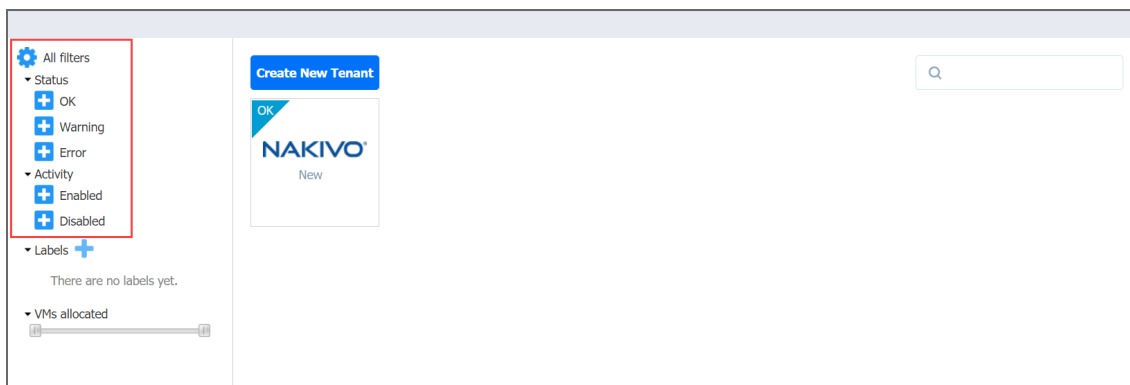 All filters
Status
OK
Warning
Error
Activity
Enabled
Disabled
Labels
There are no labels yet.
VMs allocated
Create New Tenant
OK
NAKIVO®
New